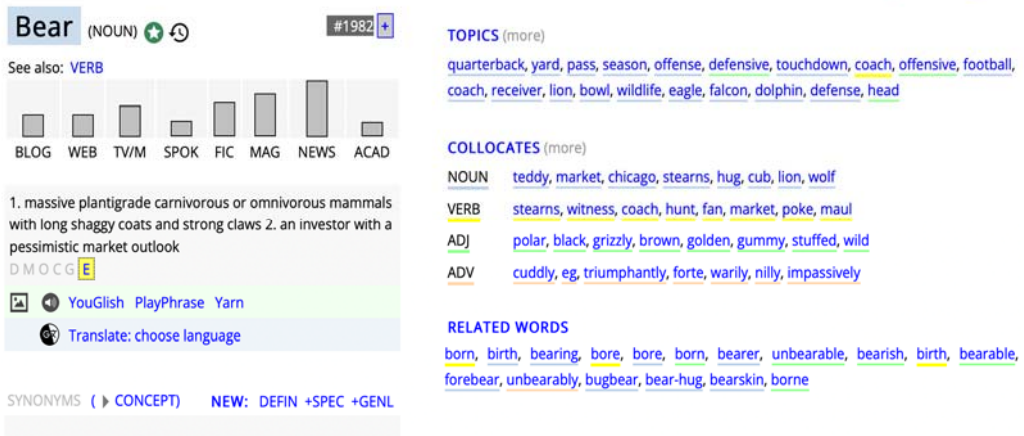 Bear (NOUN)
#1982 +
See also: VERB
BLOG WEB TV/M SPOK FIC MAG NEWS ACAD
1. massive plantigrade carnivorous or omnivorous mammals
with long shaggy coats and strong claws 2. an investor with a
pessimistic market outlook
D M O C G E
YouGlish PlayPhrase Yarn
Translate: choose language
SYNONYMS ( CONCEPT) NEW: DEFIN +SPEC +GENL
TOPICS (more)
quarterback, yard, pass, season, offense, defensive, touchdown, coach, offensive, football,
coach, receiver, lion, bowl, wildlife, eagle, falcon, dolphin, defense, head
COLLOCATES (more)
NOUN teddy, market, chicago, stearns, hug, cub, lion, wolf
VERB stearns, witness, coach, hunt, fan, market, poke, maul
ADJ polar, black, grizzly, brown, golden, gummy, stuffed, wild
ADV cuddly, eg, triumphantly, forte, warily, nilly, impassively
RELATED WORDS
born, birth, bearing, bore, bore, born, bearer, unbearable, bearish, birth, bearable,
forebear, unbearably, bugbear, bear-hug, bearskin, borne